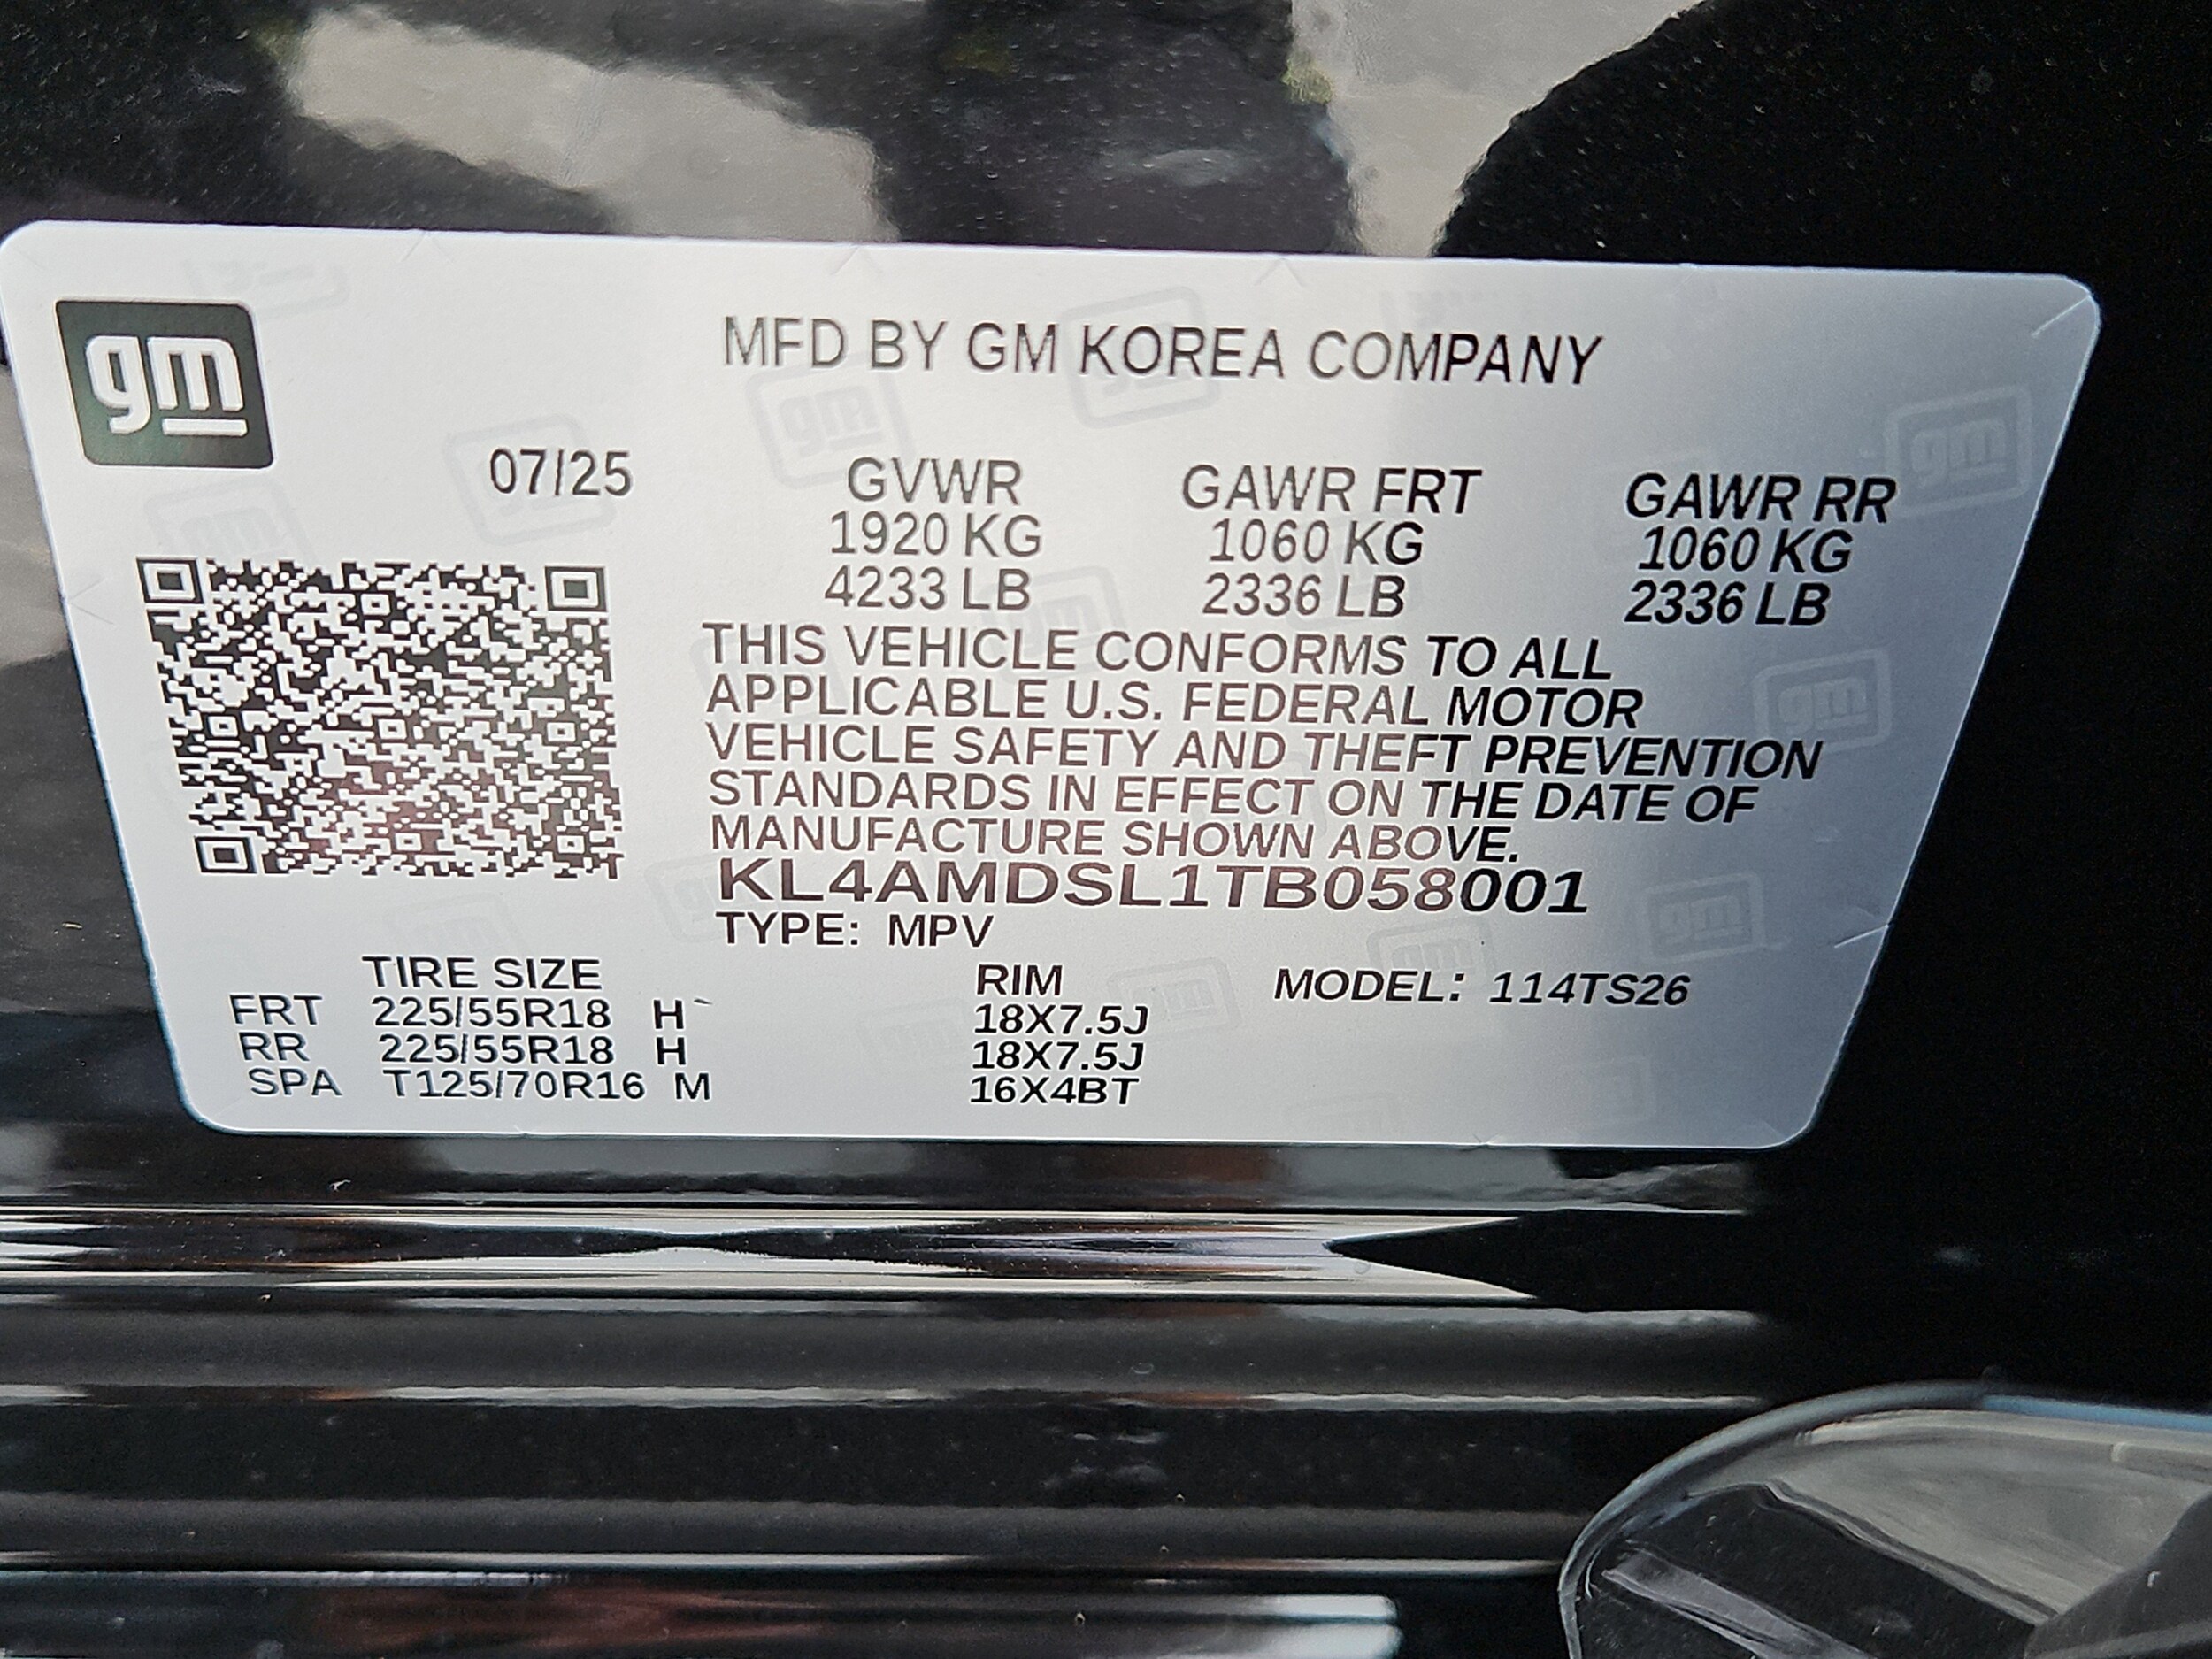 gm
MFD BY GM KOREA COMPANY
07/25
GVWR GAWR FRT GAWR RR
1920 KG 1060 KG 1060 KG
4233 LB 2336 LB 2336 LB
THIS VEHICLE CONFORMS TO ALL
APPLICABLE U.S. FEDERAL MOTOR
VEHICLE SAFETY AND THEFT PREVENTION
STANDARDS IN EFFECT ON THE DATE OF
MANUFACTURE SHOWN ABOVE.
KL4AMDSL1TB058001
TYPE: MPV
TIRE SIZE RIM MODEL: 114TS26
FRT 225/55R18 H 18X7.5J
RR 225/55R18 H 18X7.5J
SPA T125/70R16 M 16X4BT